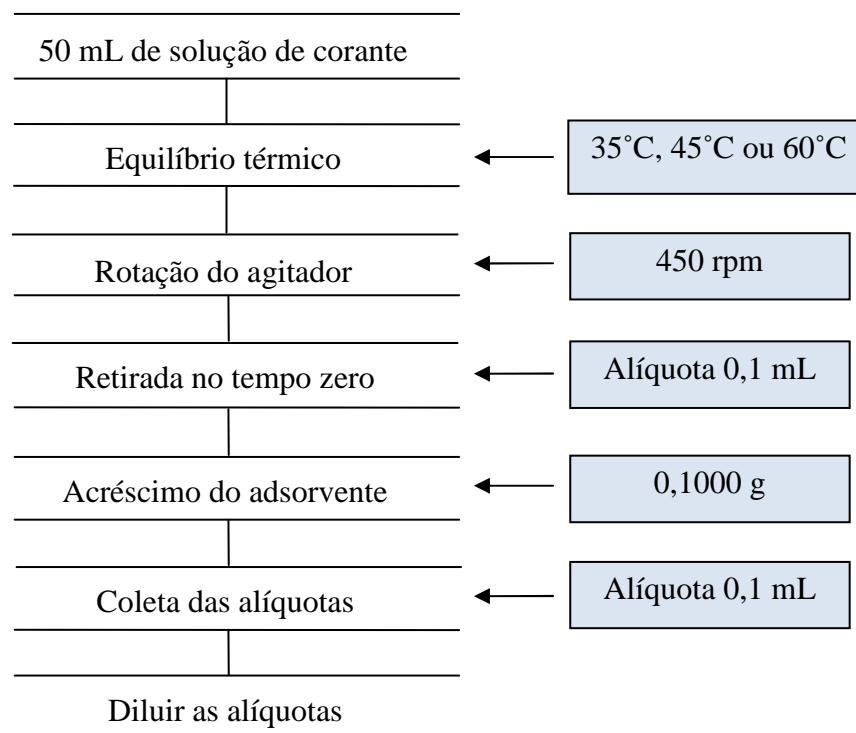 50 mL de solução de corante
Equilíbrio térmico
35˚C, 45˚C ou 60˚C
Rotação do agitador
450 rpm
Retirada no tempo zero
Alíquota 0,1 mL
Acréscimo do adsorvente
0,1000 g
Coleta das alíquotas
Alíquota 0,1 mL
Diluir as alíquotas